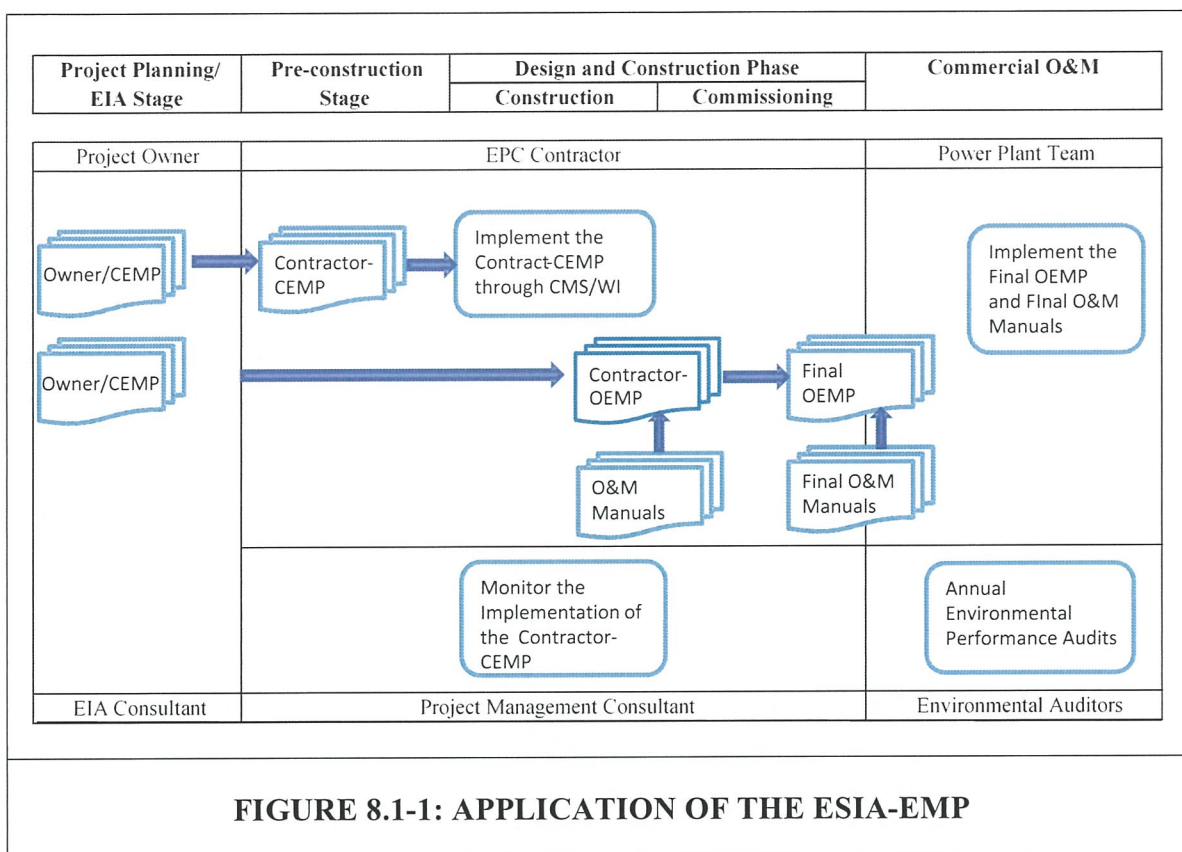 Project Planning/
EIA Stage
Pre-construction
Stage
Design and Construction Phase
Construction
Commissioning
Commercial O&M
Project Owner
EPC Contractor
Power Plant Team
Owner/CEMP
Contractor-
CEMP
Implement the
Contract-CEMP
through CMS/WI
Implement the
Final OEMP
and FInal O&M
Manuals
Owner/CEMP
Contractor-
OEMP
Final
OEMP
O&M
Manuals
Final O&M
Manuals
Monitor the
Implementation of
the Contractor-
CEMP
Annual
Environmental
Performance Audits
EIA Consultant
Project Management Consultant
Environmental Auditors
FIGURE 8.1-1: APPLICATION OF THE ESIA-EMP